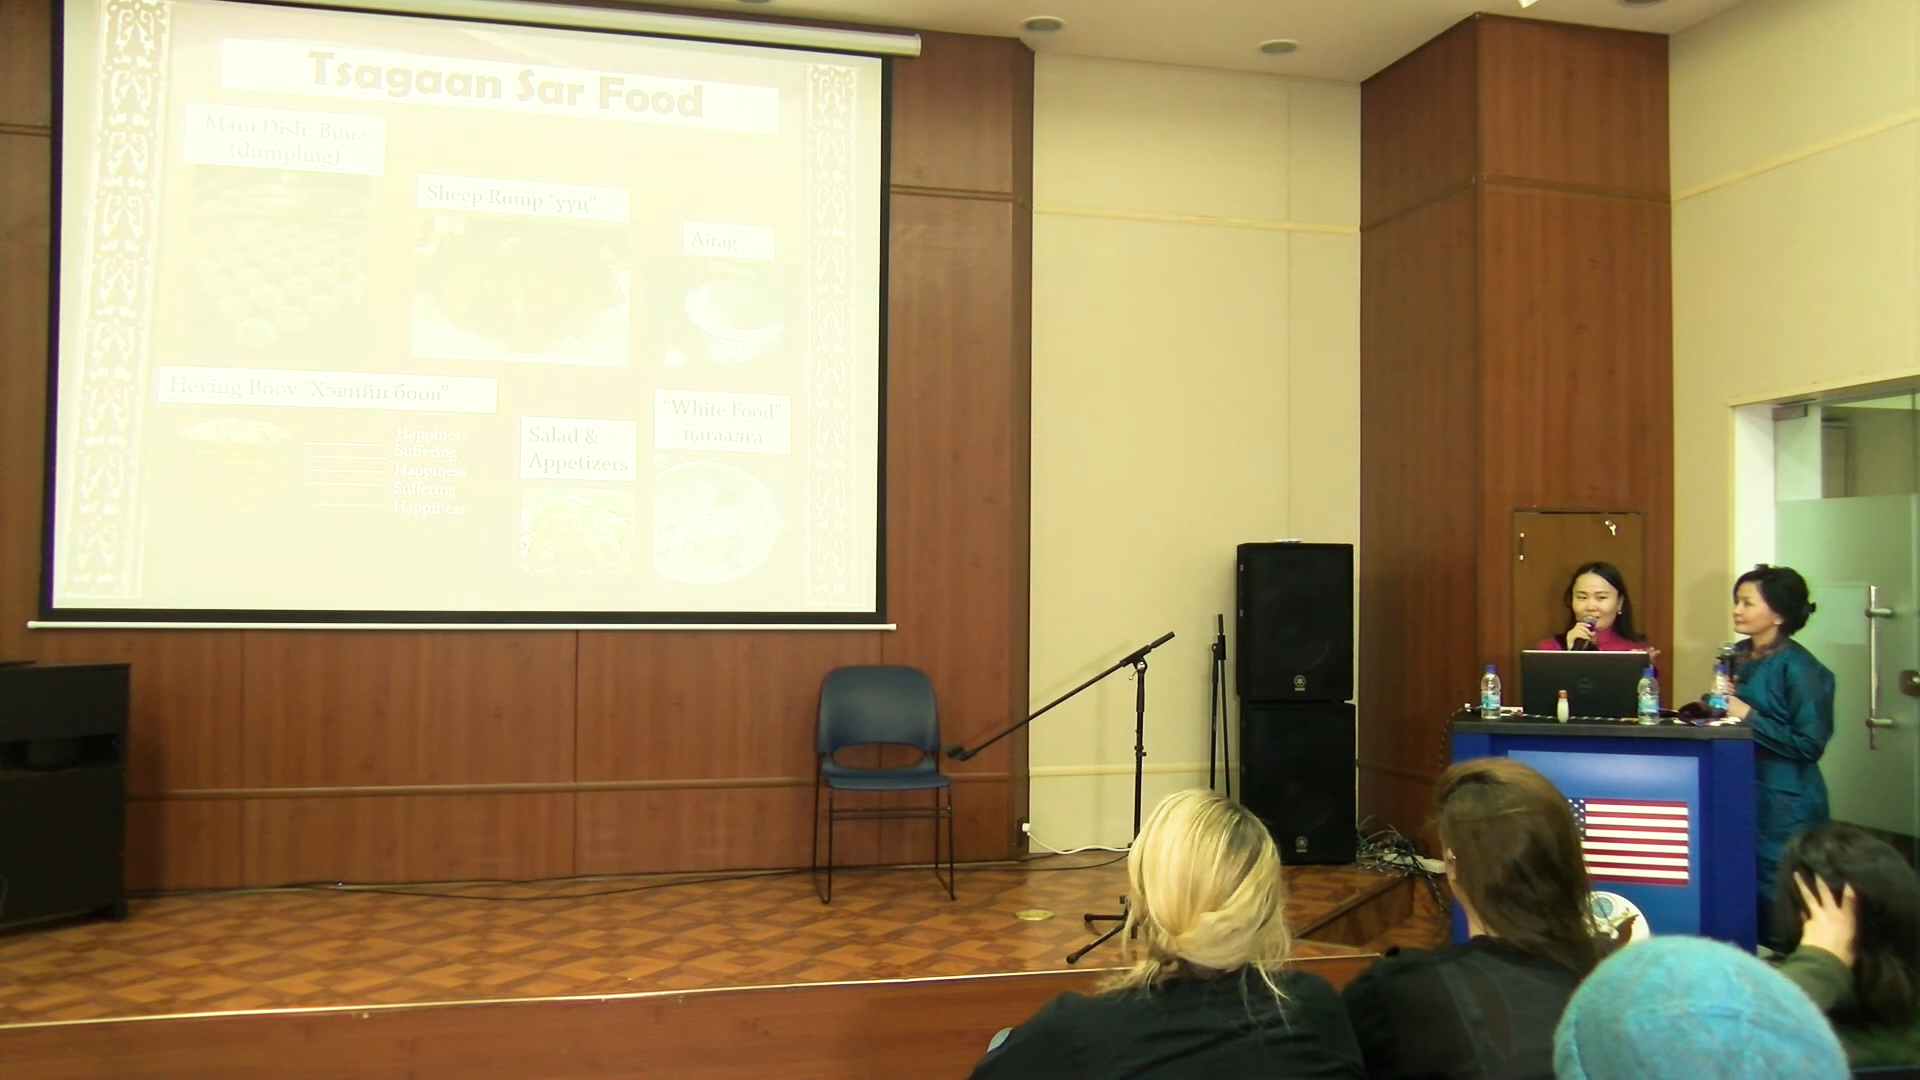 Tsagaan Sar Food
Main Dish: Buuz
(dumpling)
Sheep Rump "ууц"
Airag
Heving Boov "Хэвийн боов"
Happiness
Suffering
Happiness
Suffering
Happiness
Salad &
Appetizers
"White Food"
цагаалга